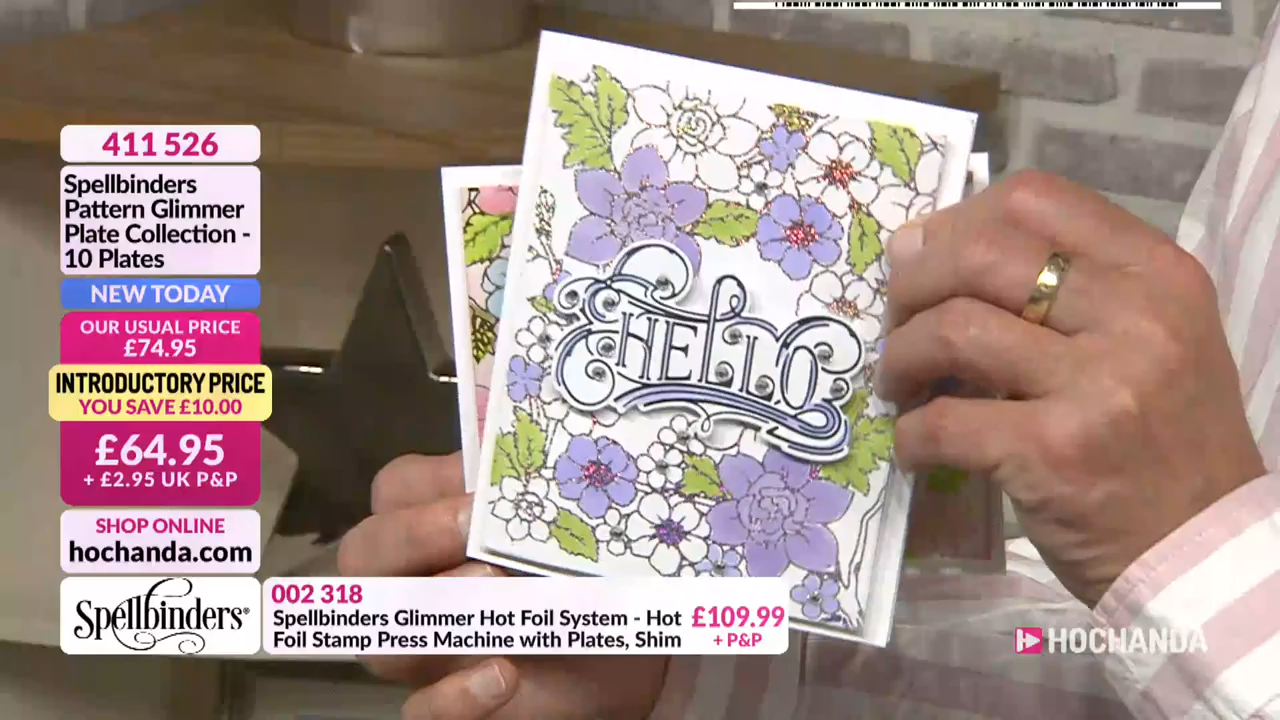 411 526
Spellbinders
Pattern Glimmer
Plate Collection -
10 Plates
NEW TODAY
OUR USUAL PRICE
£74.95
INTRODUCTORY PRICE
YOU SAVE £10.00
£64.95
+ £2.95 UK P&P
SHOP ONLINE
hochanda.com
Spellbinders®
002 318
Spellbinders Glimmer Hot Foil System - Hot
Foil Stamp Press Machine with Plates, Shim
£109.99
+ P&P
HELLO
HOCHANDA